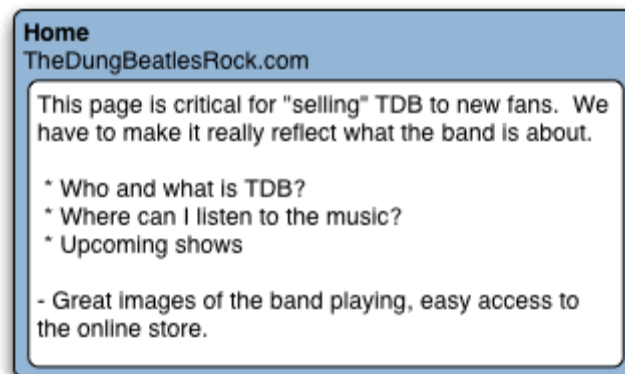 Home
TheDungBeatlesRock.com
This page is critical for "selling" TDB to new fans.  We
have to make it really reflect what the band is about.
* Who and what is TDB?
* Where can I listen to the music?
* Upcoming shows
- Great images of the band playing, easy access to
the online store.